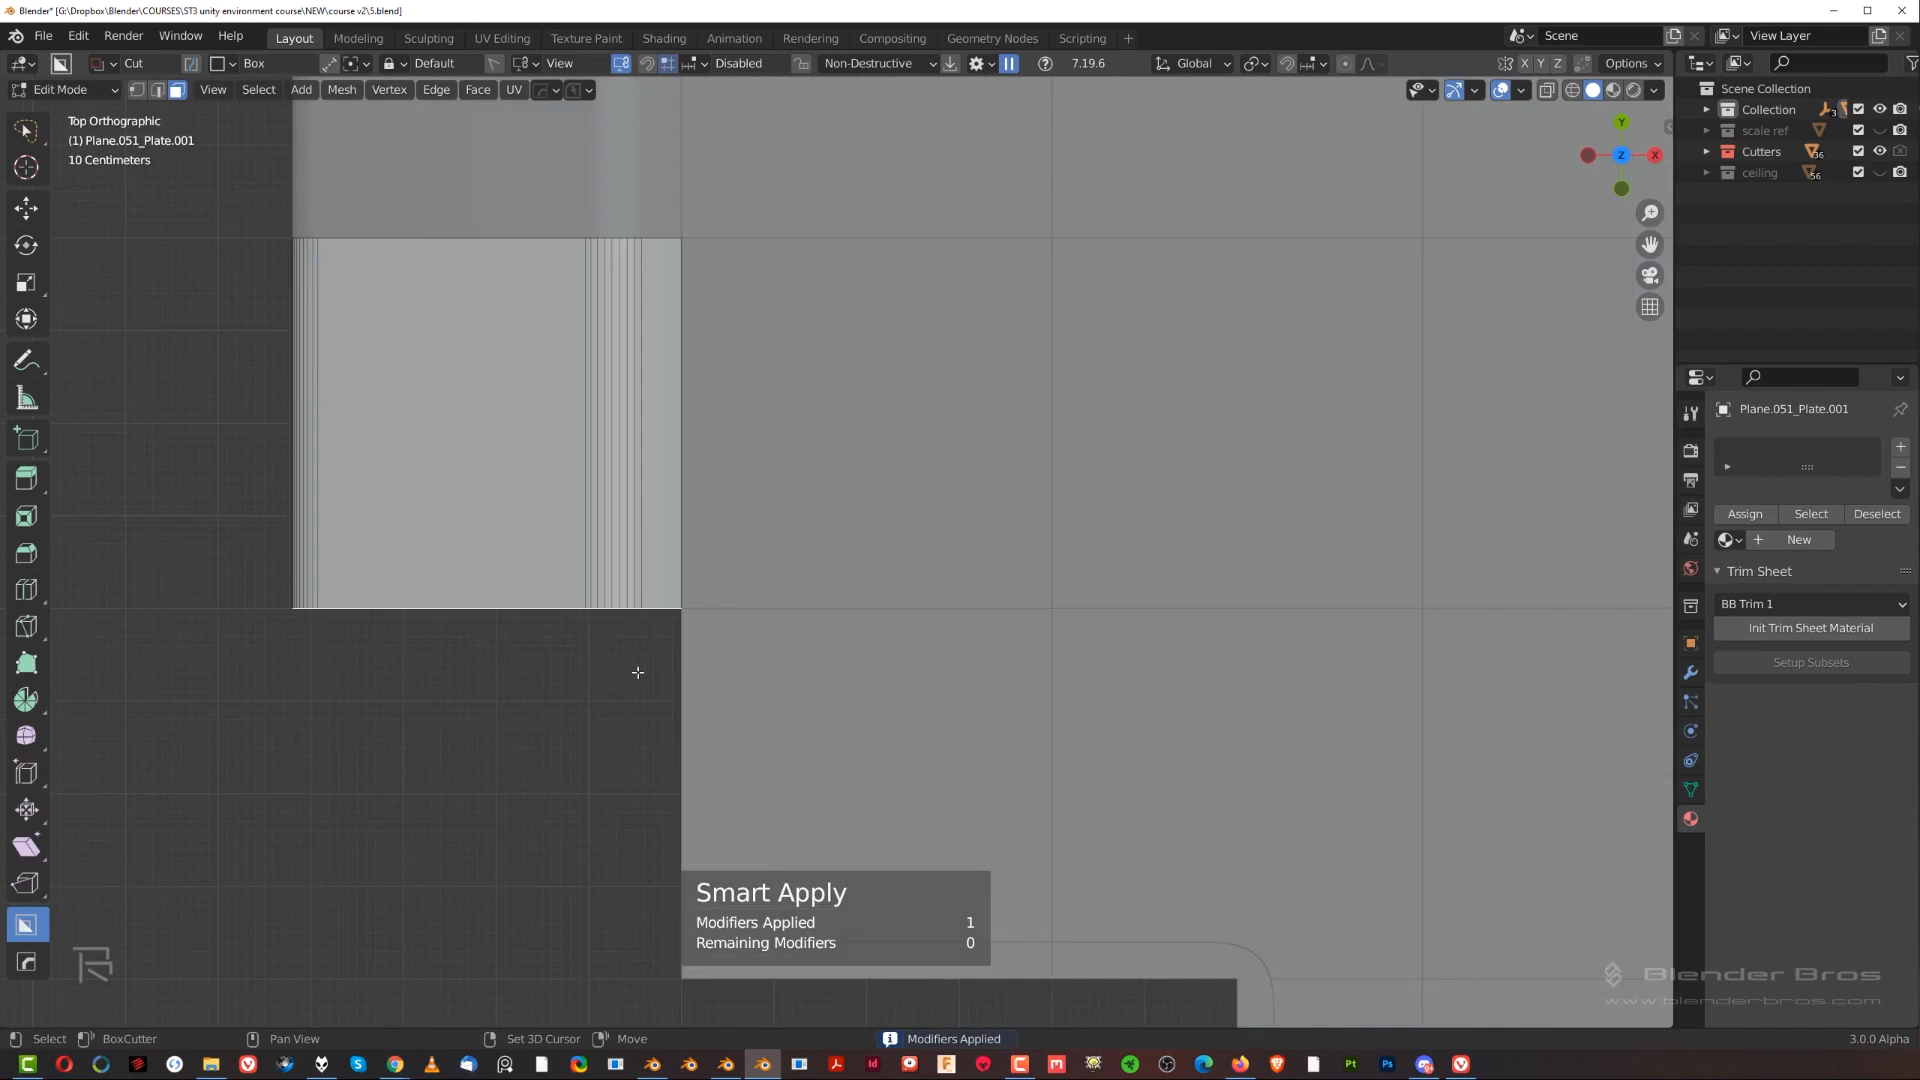 Blender* [G:\Dropbox\Blender\COURSES\ST3 unity environment course\NEW\course v2\5.blend]
File Edit Render Window Help Layout Modeling Sculpting UV Editing Texture Paint Shading Animation Rendering Compositing Geometry Nodes Scripting + Scene View Layer
Cut Box Default View Disabled Non-Destructive 7.19.6 Global X Y Z Options
Edit Mode View Select Add Mesh Vertex Edge Face UV
Scene Collection
Collection 3
scale ref
Cutters 36
ceiling 56
Top Orthographic
(1) Plane.051_Plate.001
10 Centimeters
Y
Z X
Plane.051_Plate.001
Assign Select Deselect
+ New
Trim Sheet
BB Trim 1
Init Trim Sheet Material
Setup Subsets
Smart Apply
Modifiers Applied 1
Remaining Modifiers 0
Blender Bros
www.blenderbros.com
Select BoxCutter Pan View Set 3D Cursor Move Modifiers Applied 3.0.0 Alpha